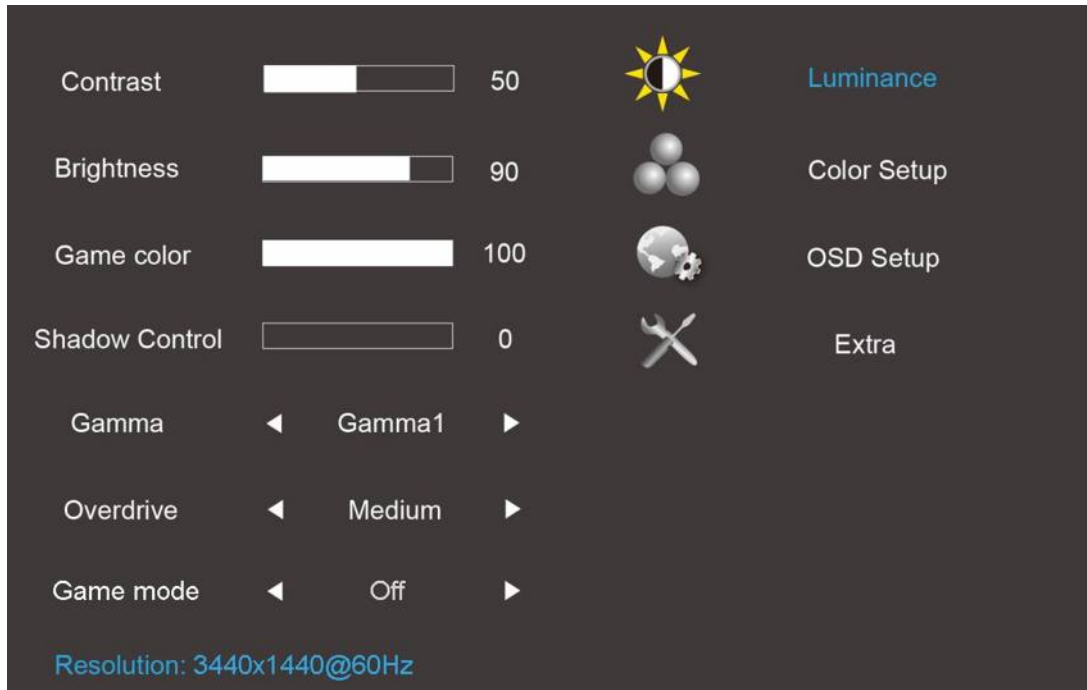 Contrast 50
Brightness 90
Game color 100
Shadow Control 0
Gamma Gamma1
Overdrive Medium
Game mode Off
Resolution: 3440x1440@60Hz
Luminance
Color Setup
OSD Setup
Extra